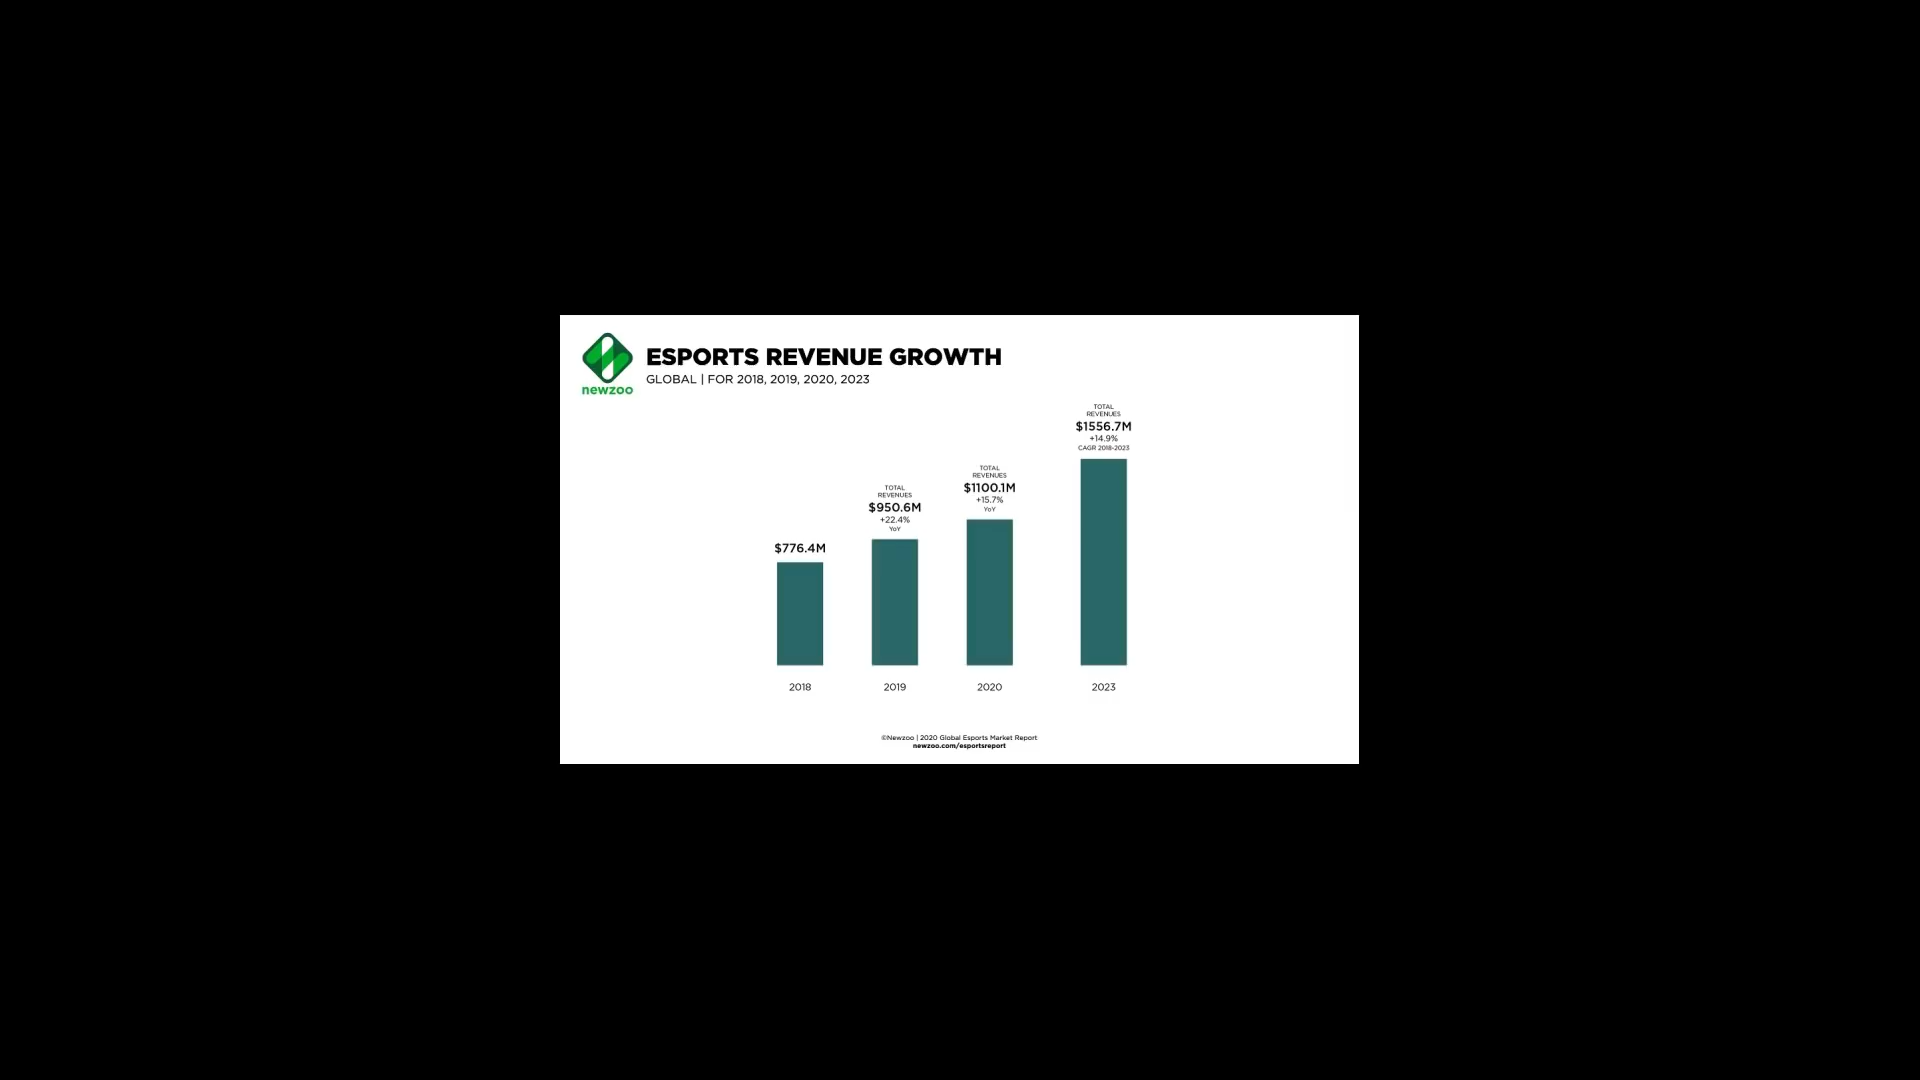 newzoo
ESPORTS REVENUE GROWTH
GLOBAL | FOR 2018, 2019, 2020, 2023
$776.4M
TOTAL
REVENUES
$950.6M
+22.4%
YoY
TOTAL
REVENUES
$1100.1M
+15.7%
YoY
TOTAL
REVENUES
$1556.7M
+14.9%
CAGR 2018-2023
2018
2019
2020
2023
©Newzoo | 2020 Global Esports Market Report
newzoo.com/esportsreport